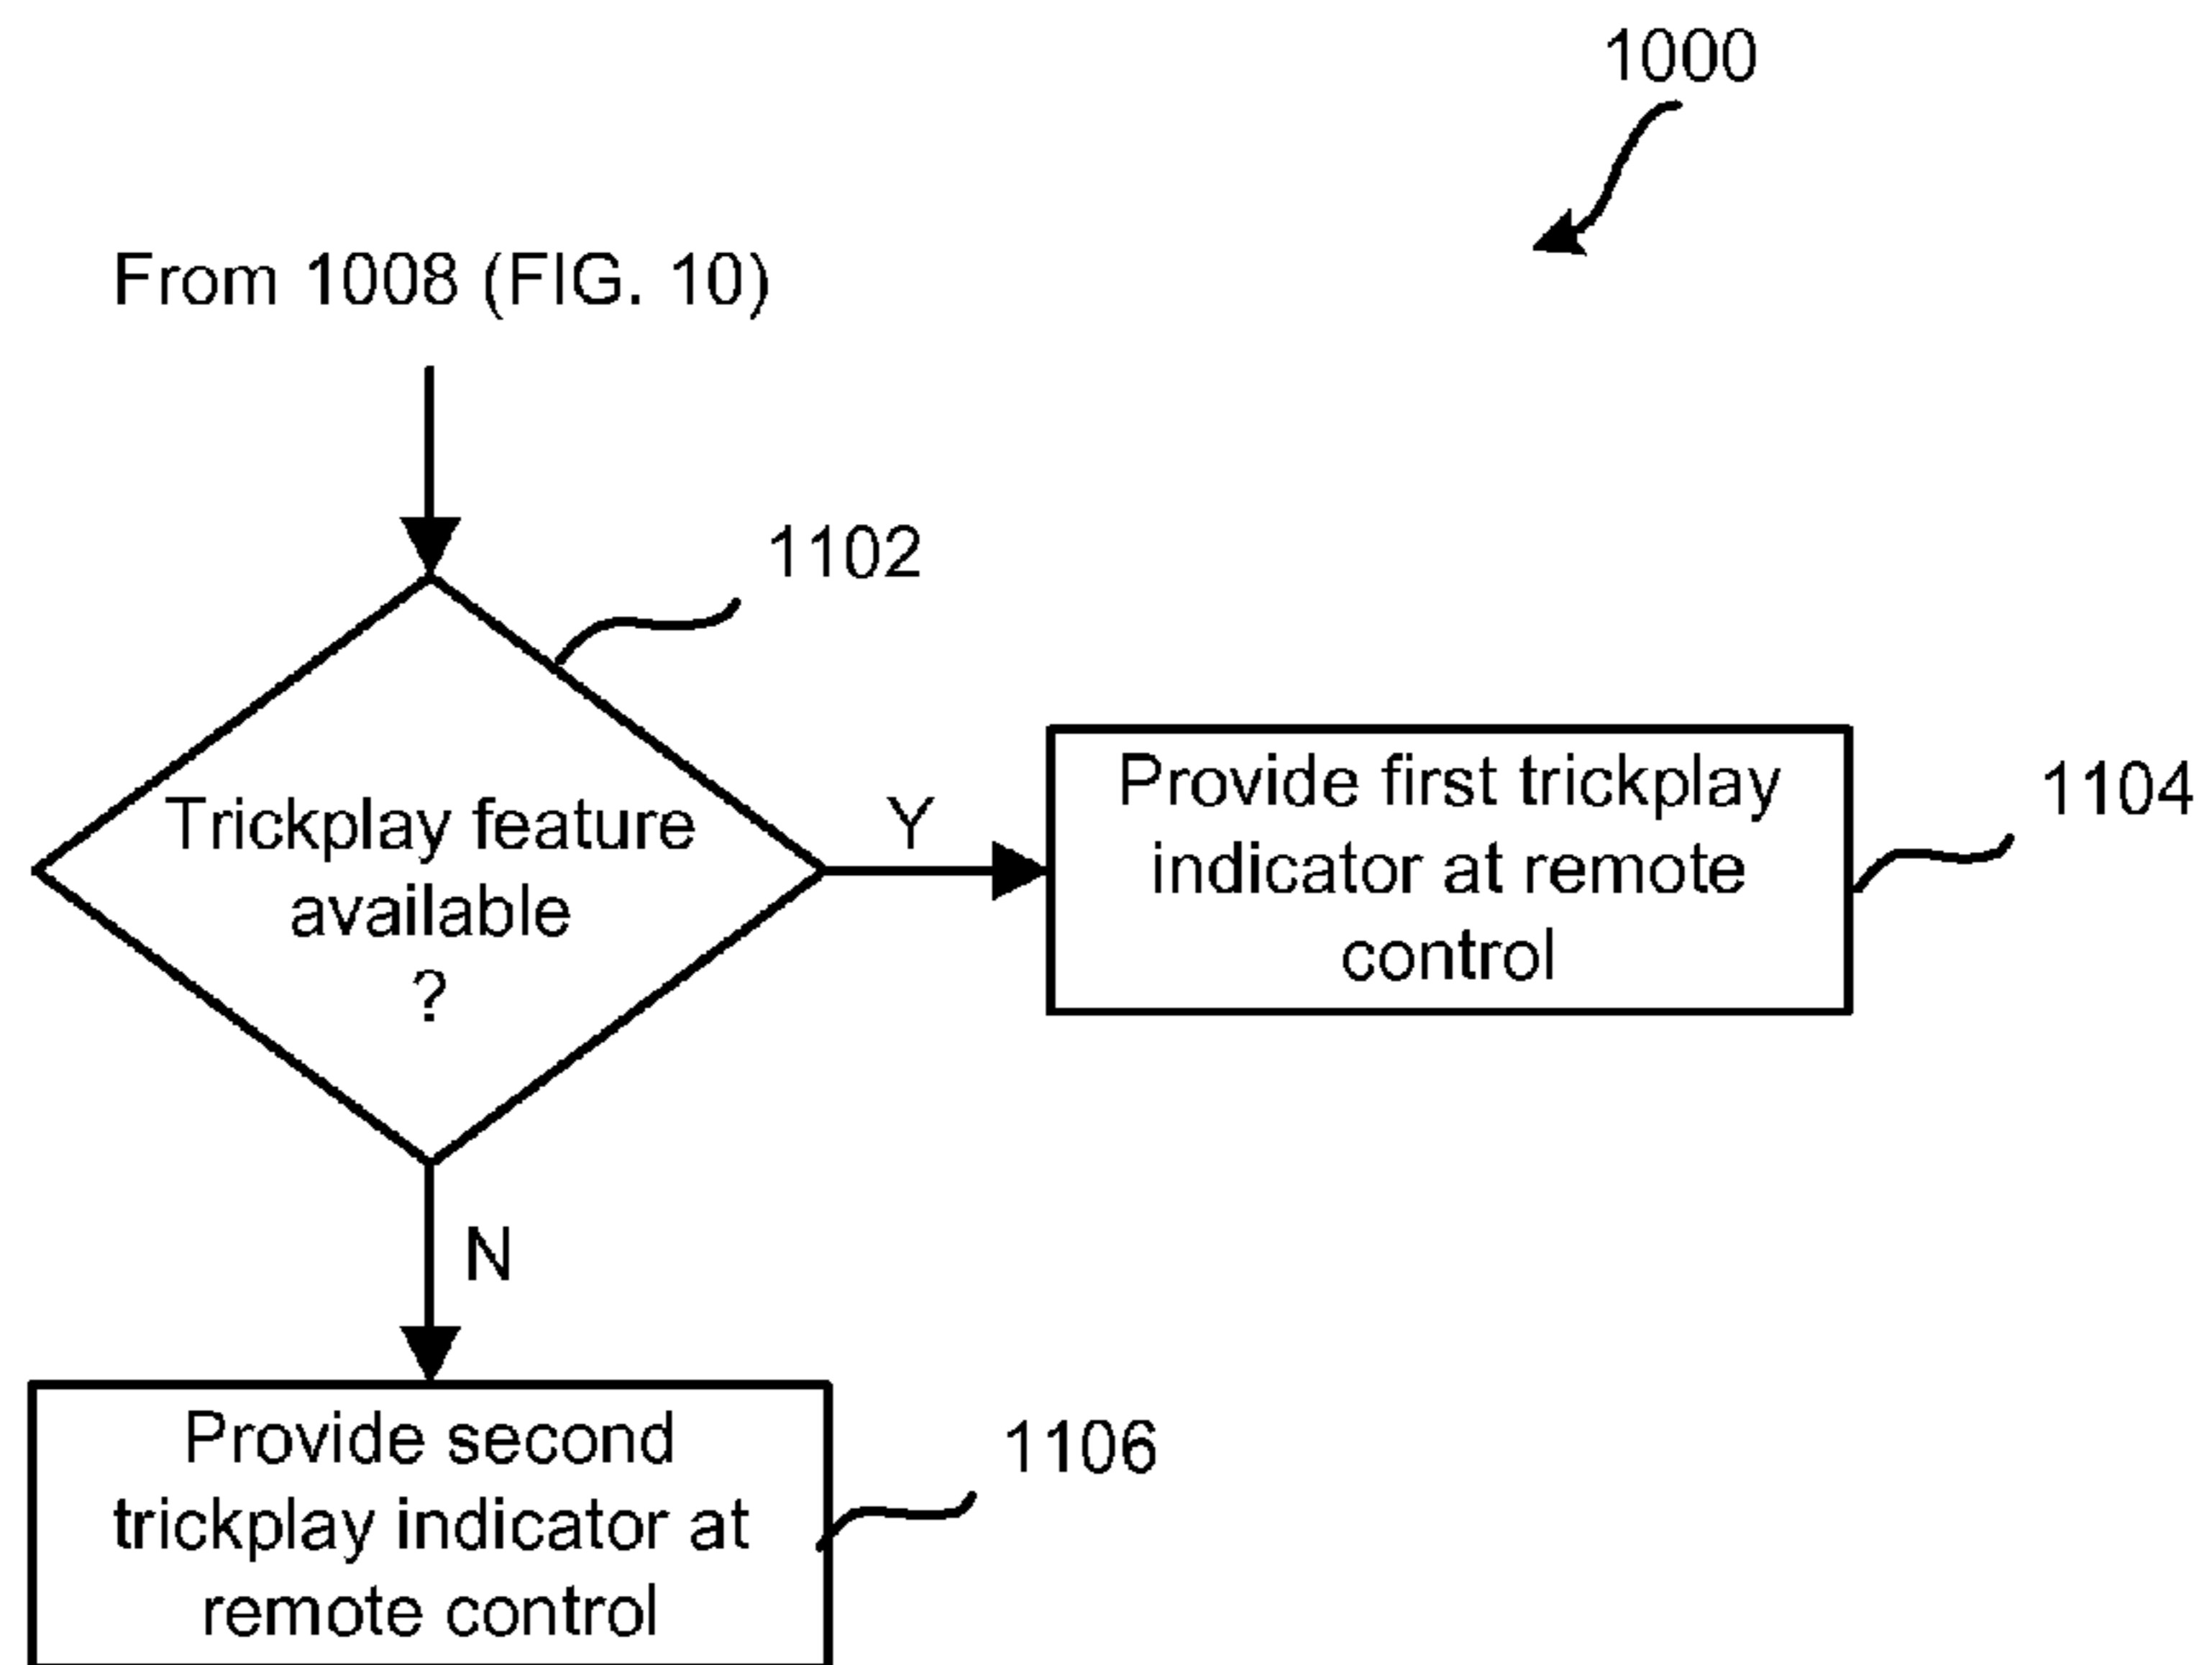 1000
From 1008 (FIG. 10)
1102
Trickplay feature
available
?
Y
Provide first trickplay
indicator at remote
control
1104
N
Provide second
trickplay indicator at
remote control
1106